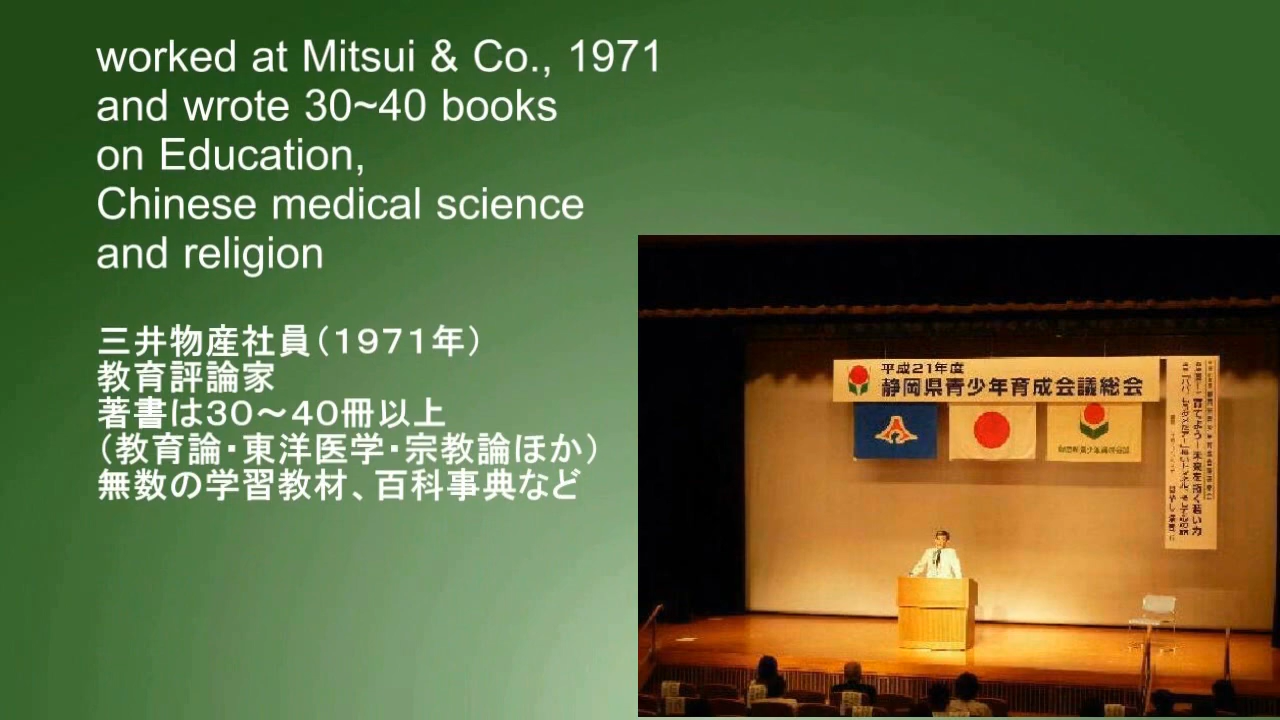 worked at Mitsui & Co., 1971
and wrote 30~40 books
on Education,
Chinese medical science
and religion
三井物産社員（１９７１年）
教育評論家
著書は３０～４０冊以上
（教育論・東洋医学・宗教論ほか）
無数の学習教材、百科事典など
平成21年度
静岡県青少年育成会議総会